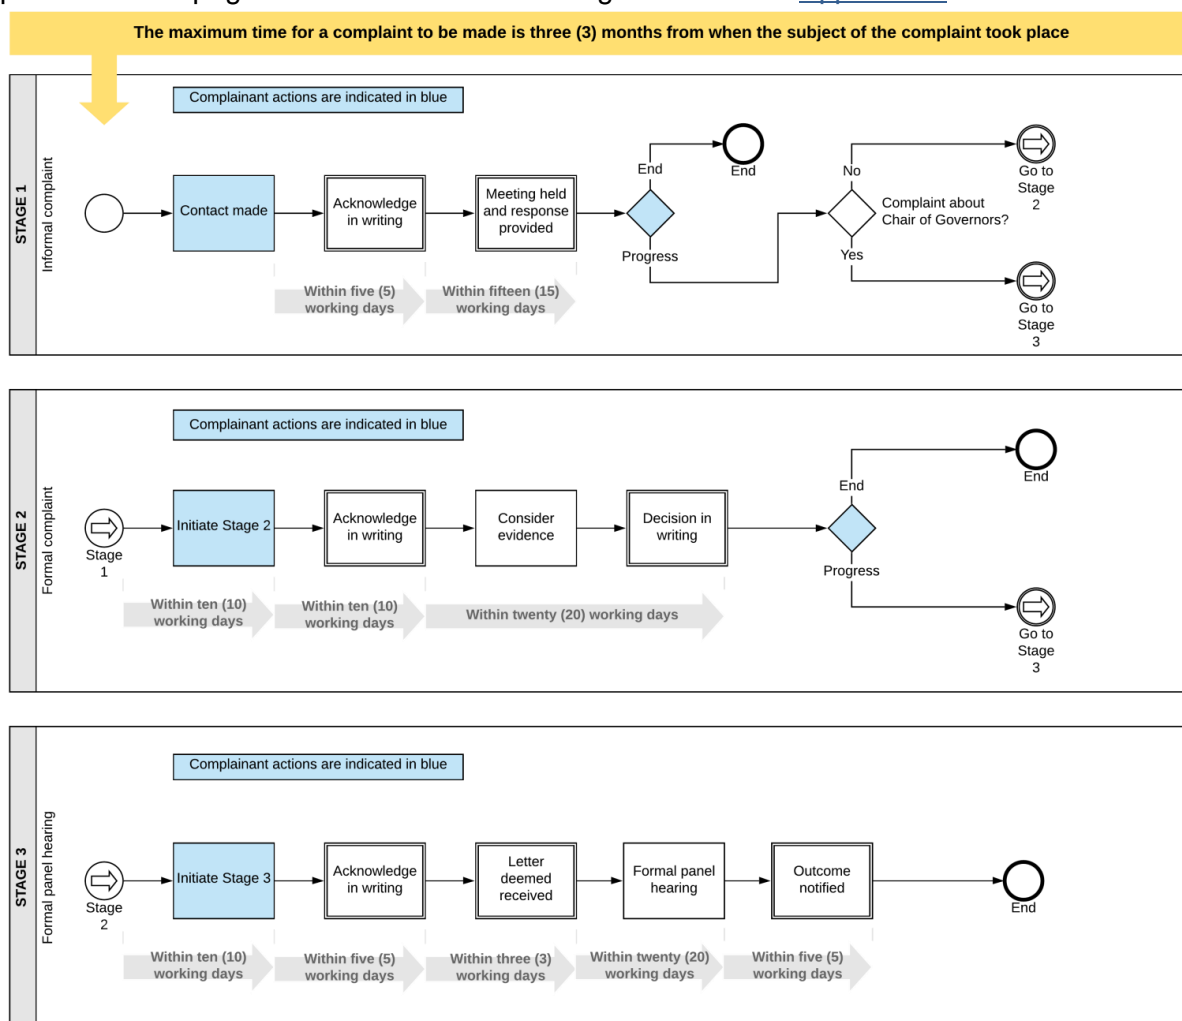 The maximum time for a complaint to be made is three (3) months from when the subject of the complaint took place
STAGE 1
Informal complaint
Complainant actions are indicated in blue
Contact made
Acknowledge
in writing
Meeting held
and response
provided
End
End
Progress
No
Complaint about
Chair of Governors?
Yes
Go to
Stage
2
Go to
Stage
3
Within five (5)
working days
Within fifteen (15)
working days
STAGE 2
Formal complaint
Complainant actions are indicated in blue
Stage
1
Initiate Stage 2
Acknowledge
in writing
Consider
evidence
Decision in
writing
End
End
Progress
Go to
Stage
3
Within ten (10)
working days
Within ten (10)
working days
Within twenty (20) working days
STAGE 3
Formal panel hearing
Complainant actions are indicated in blue
Stage
2
Initiate Stage 3
Acknowledge
in writing
Letter
deemed
received
Formal panel
hearing
Outcome
notified
End
Within ten (10)
working days
Within five (5)
working days
Within three (3)
working days
Within twenty (20)
working days
Within five (5)
working days